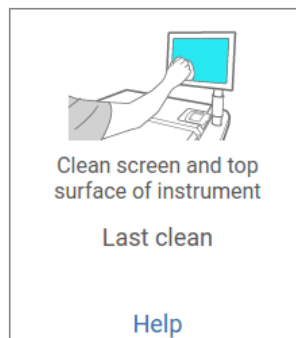 Clean screen and top
surface of instrument
Last clean
Help